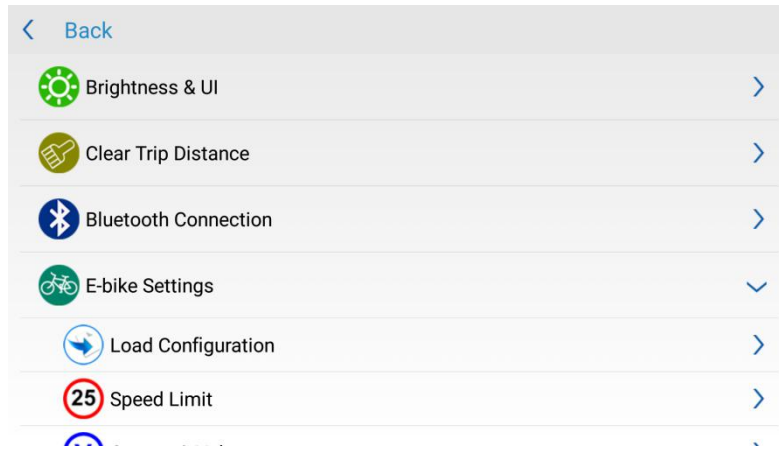 Back
Brightness & UI
Clear Trip Distance
Bluetooth Connection
E-bike Settings
Load Configuration
25 Speed Limit